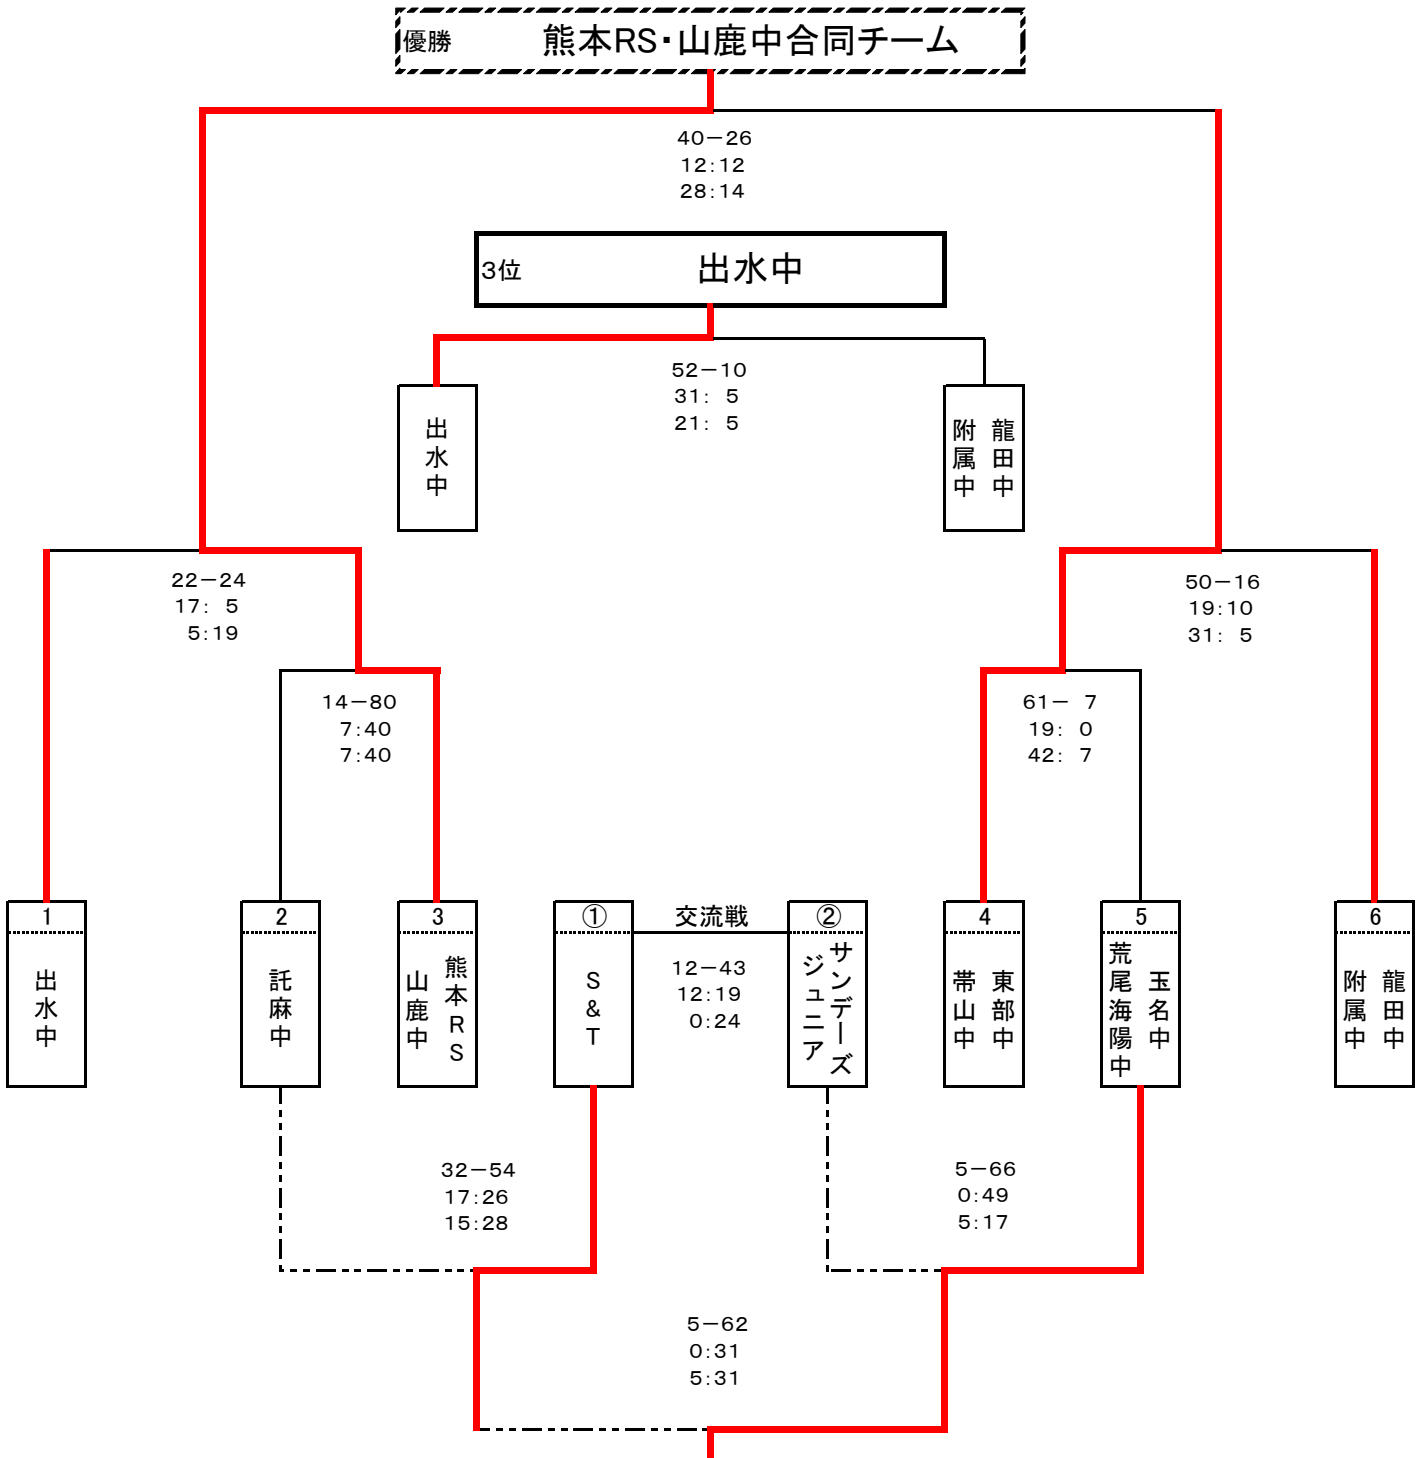 優勝 熊本RS・山鹿中合同チーム
40－26
12:12
28:14
3位 出水中
52－10
31: 5
21: 5
出水中
龍田中
附属中
22－24
17: 5
5:19
50－16
19:10
31: 5
14－80
7:40
7:40
61－ 7
19: 0
42: 7
1
出水中
2
託麻中
3
熊本RS
山鹿中
①
S&T
交流戦
12－43
12:19
0:24
②
サンデーズ
ジュニア
4
東部中
帯山中
5
玉名中
荒尾海陽中
6
龍田中
附属中
32－54
17:26
15:28
5－66
0:49
5:17
5－62
0:31
5:31